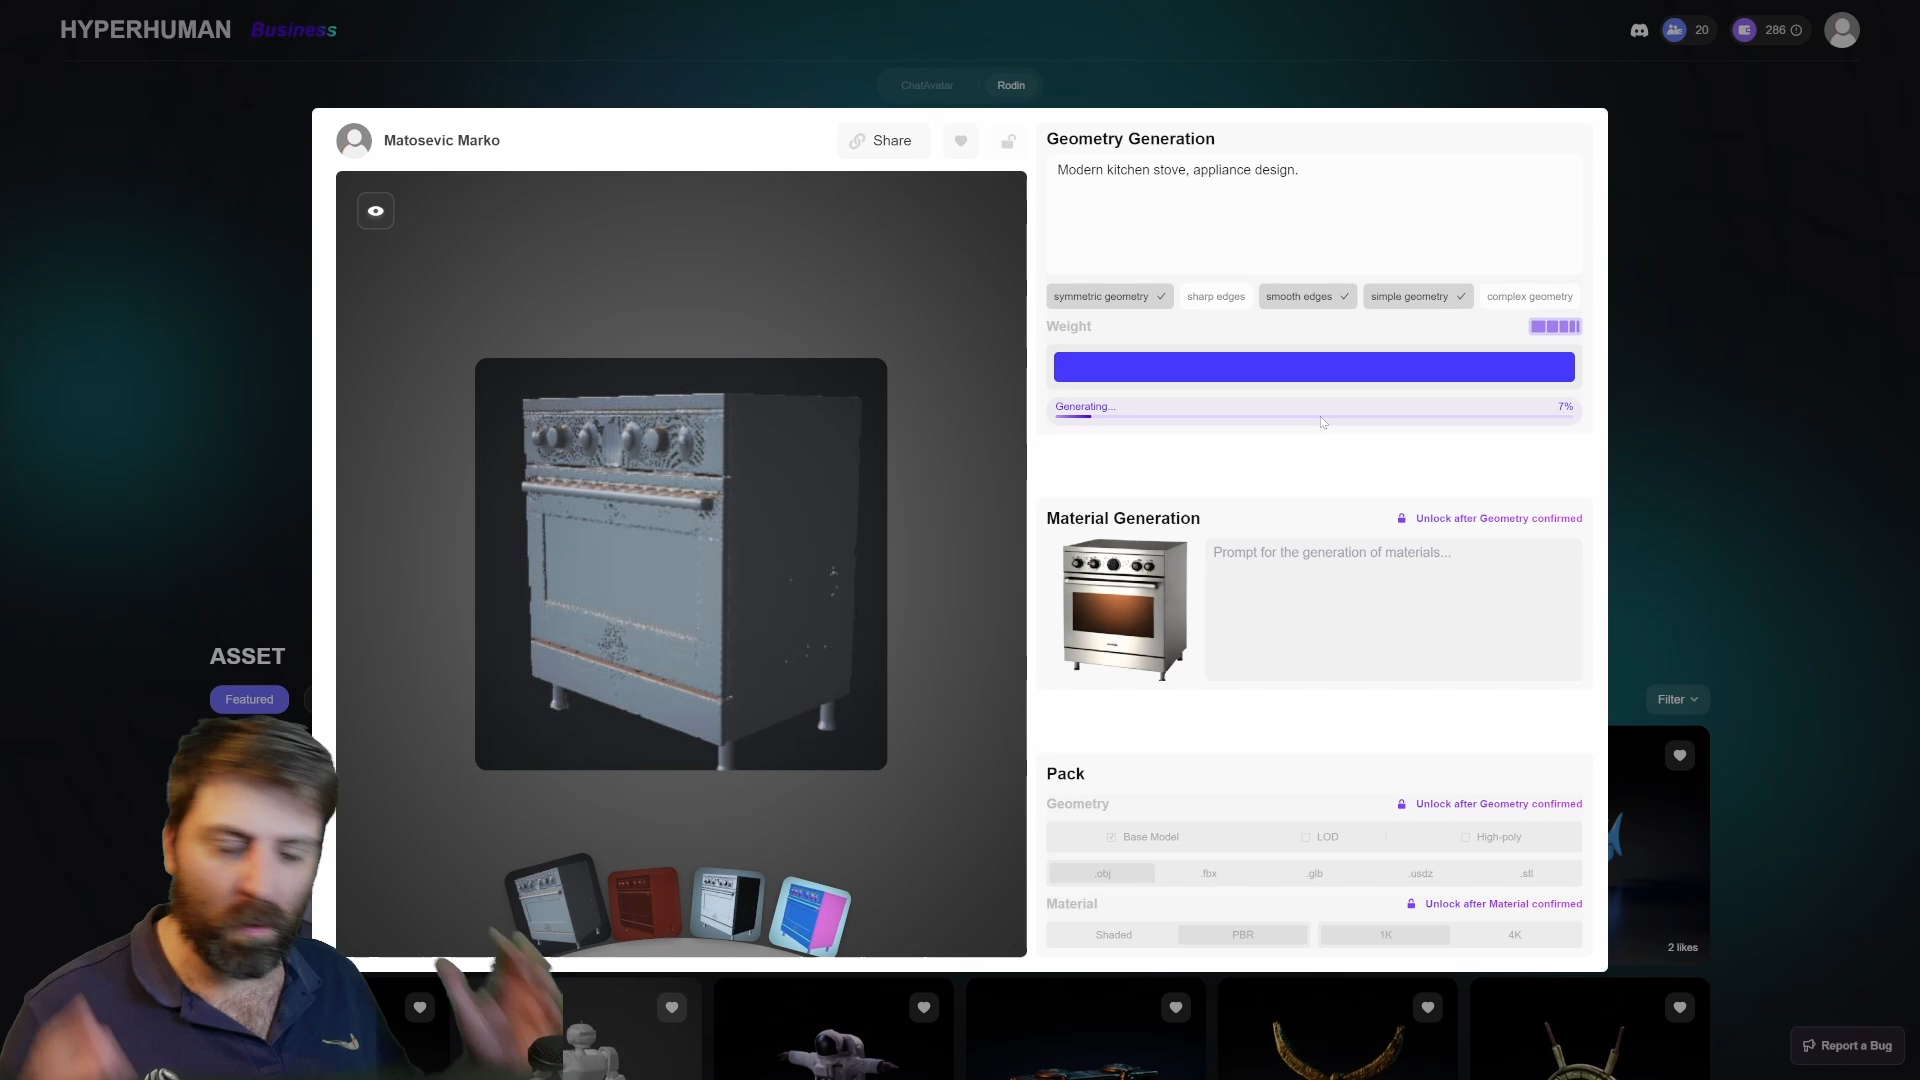 HYPERHUMAN Business
20
286
ChatAvatar
Rodin
Matosevic Marko
Share
Geometry Generation
Modern kitchen stove, appliance design.
symmetric geometry
sharp edges
smooth edges
simple geometry
complex geometry
Weight
Generating...
7%
Material Generation
Unlock after Geometry confirmed
Prompt for the generation of materials...
ASSET
Featured
Filter
Pack
Geometry
Unlock after Geometry confirmed
Base Model
LOD
High-poly
.obj
.fbx
.glb
.usdz
.stl
Material
Unlock after Material confirmed
Shaded
PBR
1K
4K
2 likes
Report a Bug